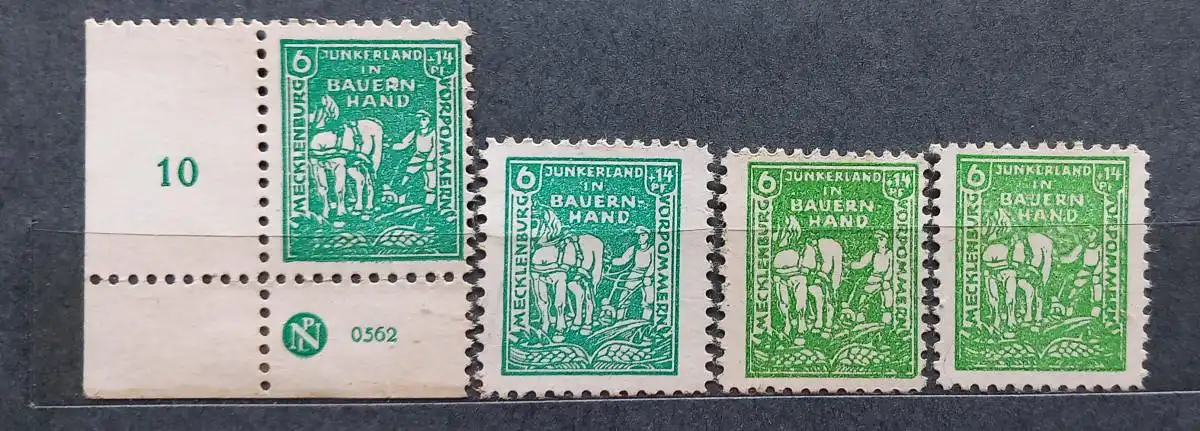 6 JUNKERLAND +14
IN PF
BAUERN-
HAND
MECKLENBURG
VORPOMMERN
10
0562
6 JUNKERLAND +14
IN PF
BAUERN-
HAND
MECKLENBURG
VORPOMMERN
6 JUNKERLAND +14
IN PF
BAUERN-
HAND
MECKLENBURG
VORPOMMERN
6 JUNKERLAND +14
IN PF
BAUERN-
HAND
MECKLENBURG
VORPOMMERN